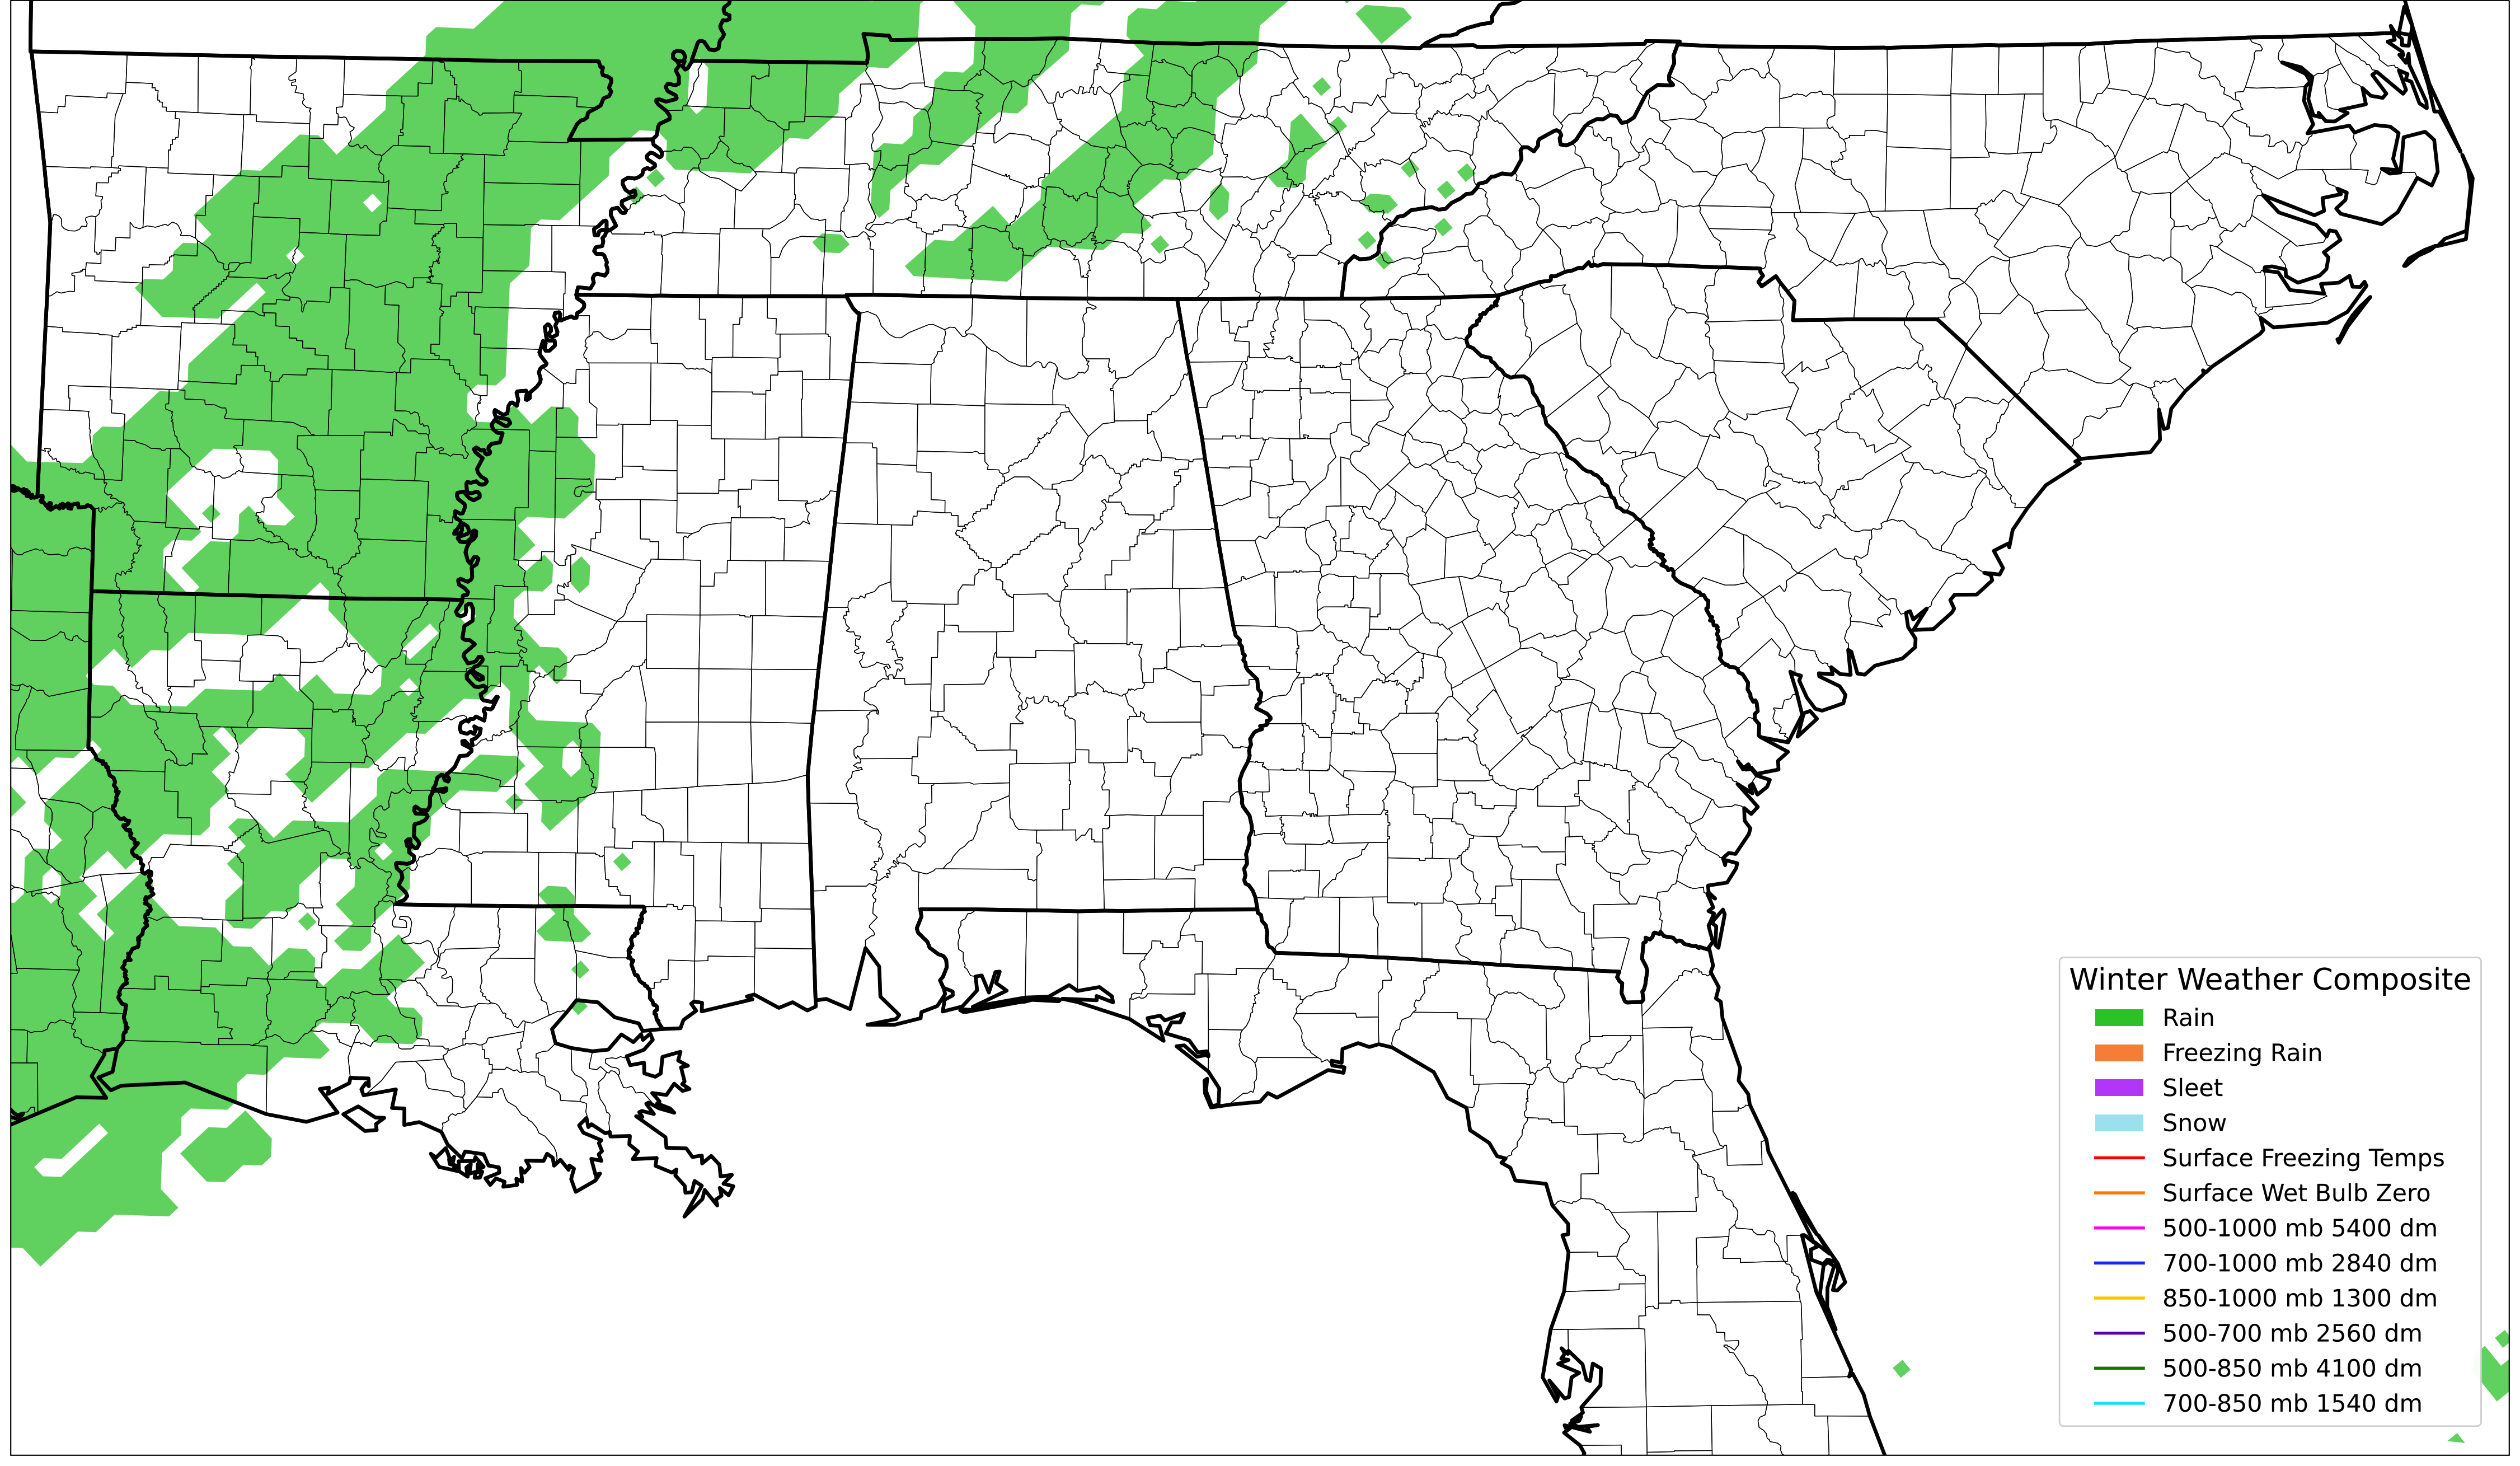 Winter Weather Composite
Rain
Freezing Rain
Sleet
Snow
Surface Freezing Temps
Surface Wet Bulb Zero
500-1000 mb 5400 dm
700-1000 mb 2840 dm
850-1000 mb 1300 dm
500-700 mb 2560 dm
500-850 mb 4100 dm
700-850 mb 1540 dm